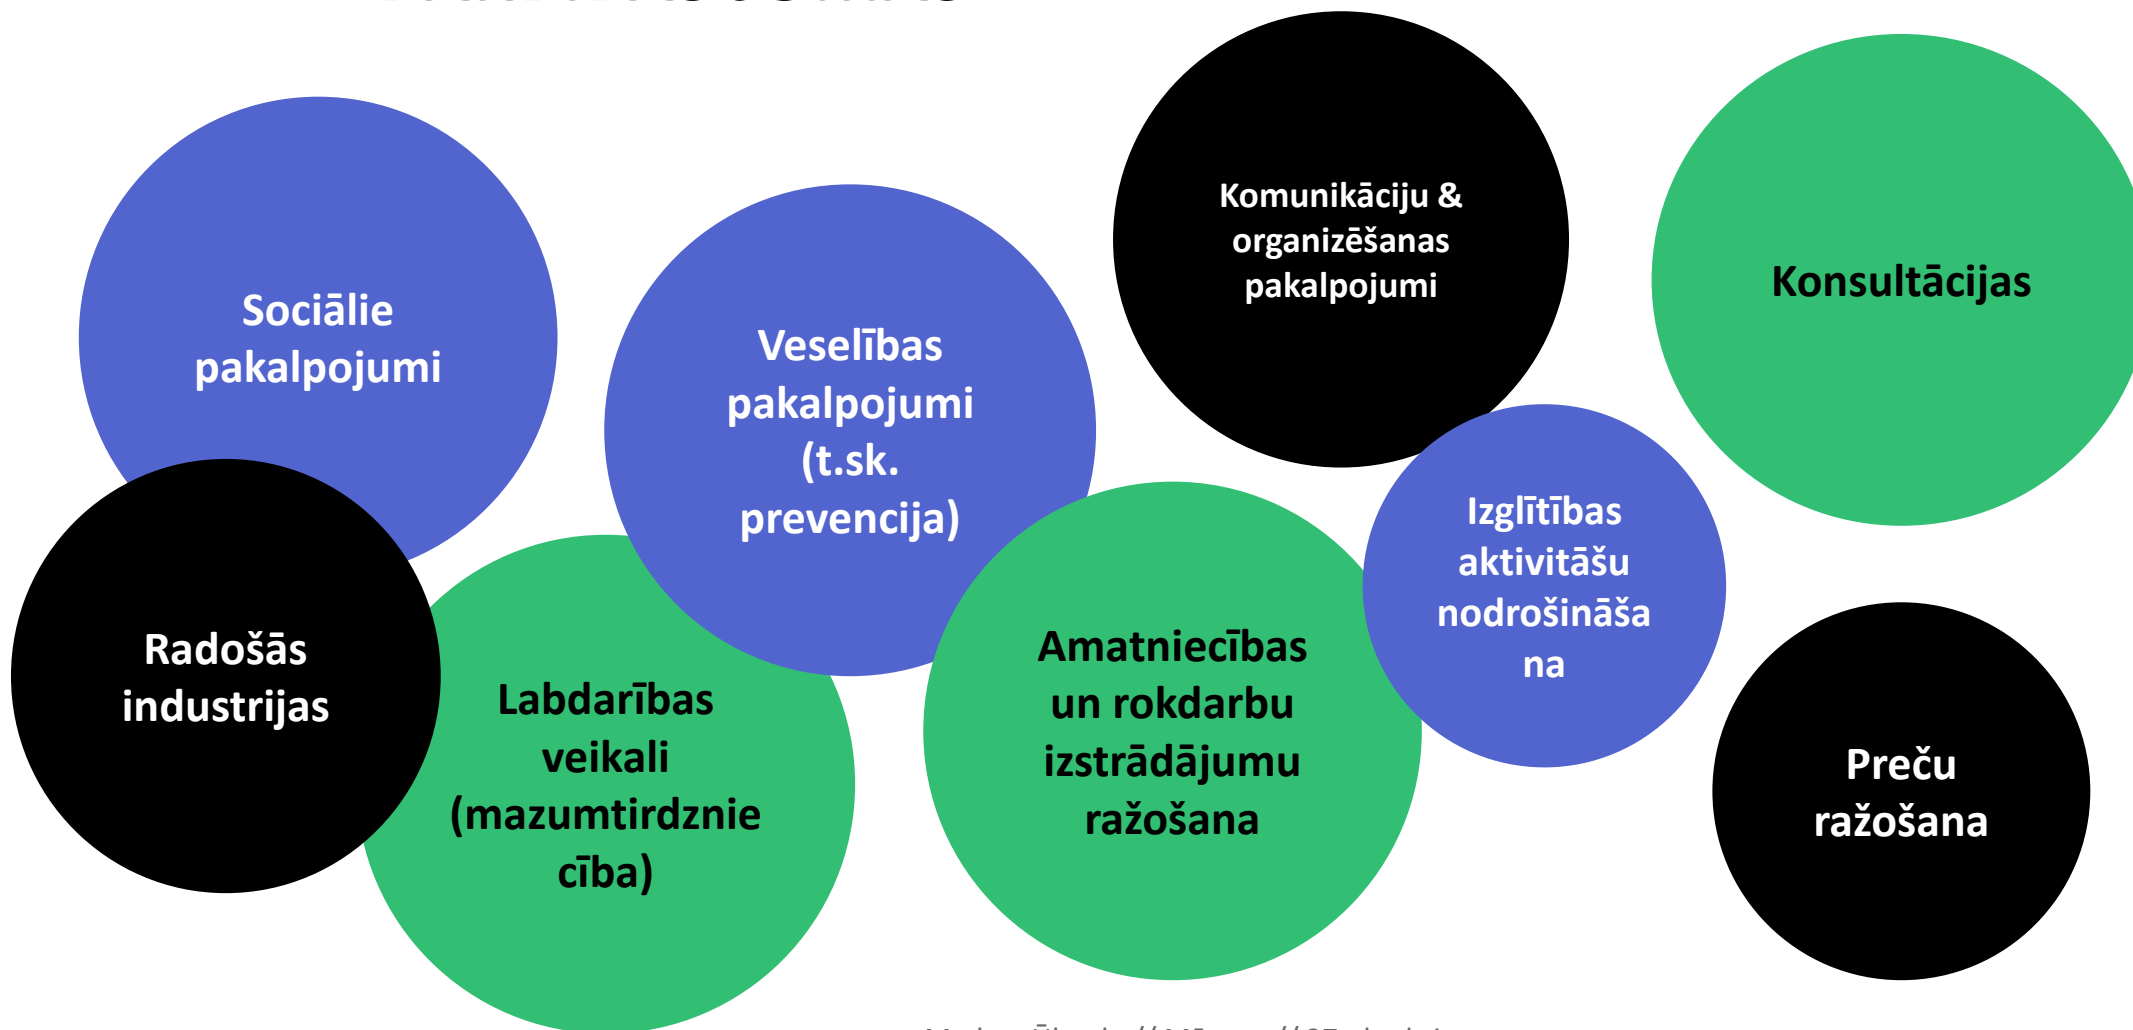 Komunikāciju &
organizēšanas
pakalpojumi
Konsultācijas
Sociālie
pakalpojumi
Veselības
pakalpojumi
(t.sk.
prevencija)
Izglītības
aktivitāšu
nodrošināša
na
Radošās
industrijas
Labdarības
veikali
(mazumtirdznie
cība)
Amatniecības
un rokdarbu
izstrādājumu
ražošana
Preču
ražošana